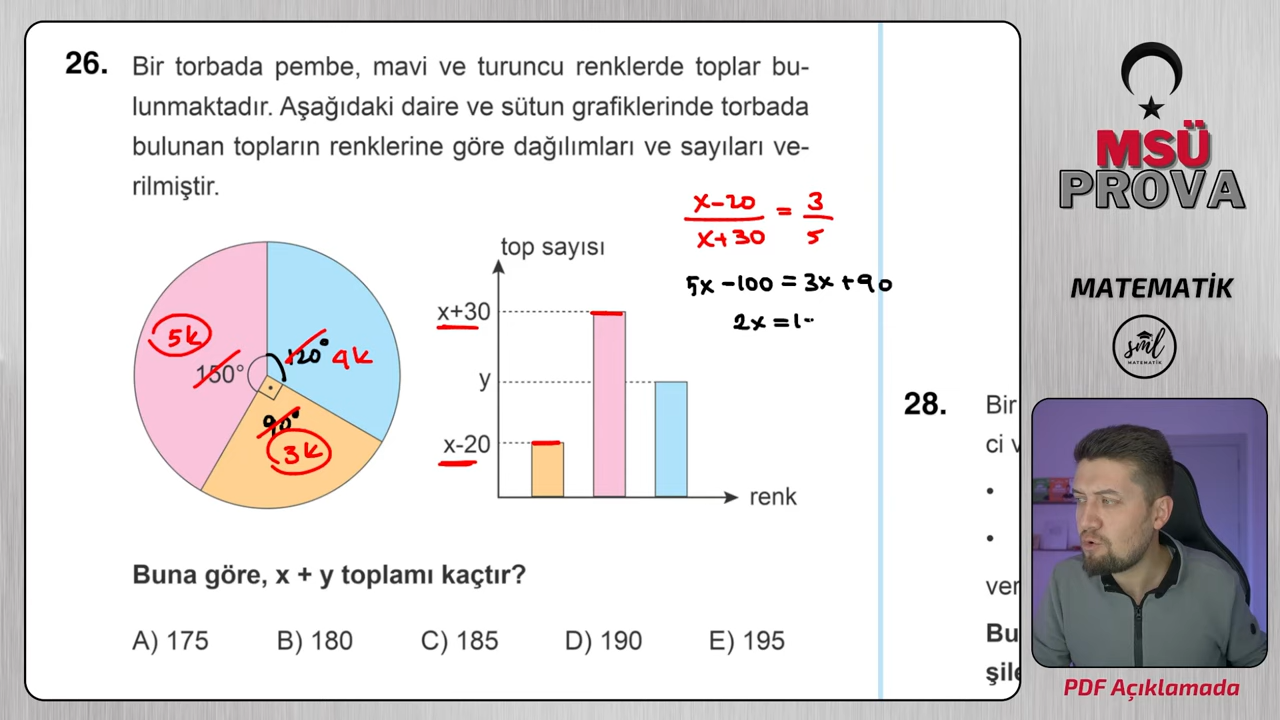 26.
Bir torbada pembe, mavi ve turuncu renklerde toplar bu-
lunmaktadır. Aşağıdaki daire ve sütun grafiklerinde torbada
bulunan topların renklerine göre dağılımları ve sayıları ve-
rilmiştir.
5k
150°
120°
4k
90°
3k
top sayısı
x+30
y
x-20
renk
x-20 / x+30 = 3 / 5
5x -100 = 3x +90
2x = 1
Buna göre, x + y toplamı kaçtır?
A) 175 B) 180 C) 185 D) 190 E) 195
28.
Bir
ci v
•
•
ver
Bu
şile
MSÜ
PROVA
MATEMATİK
sml
MATEMATİK
PDF Açıklamada